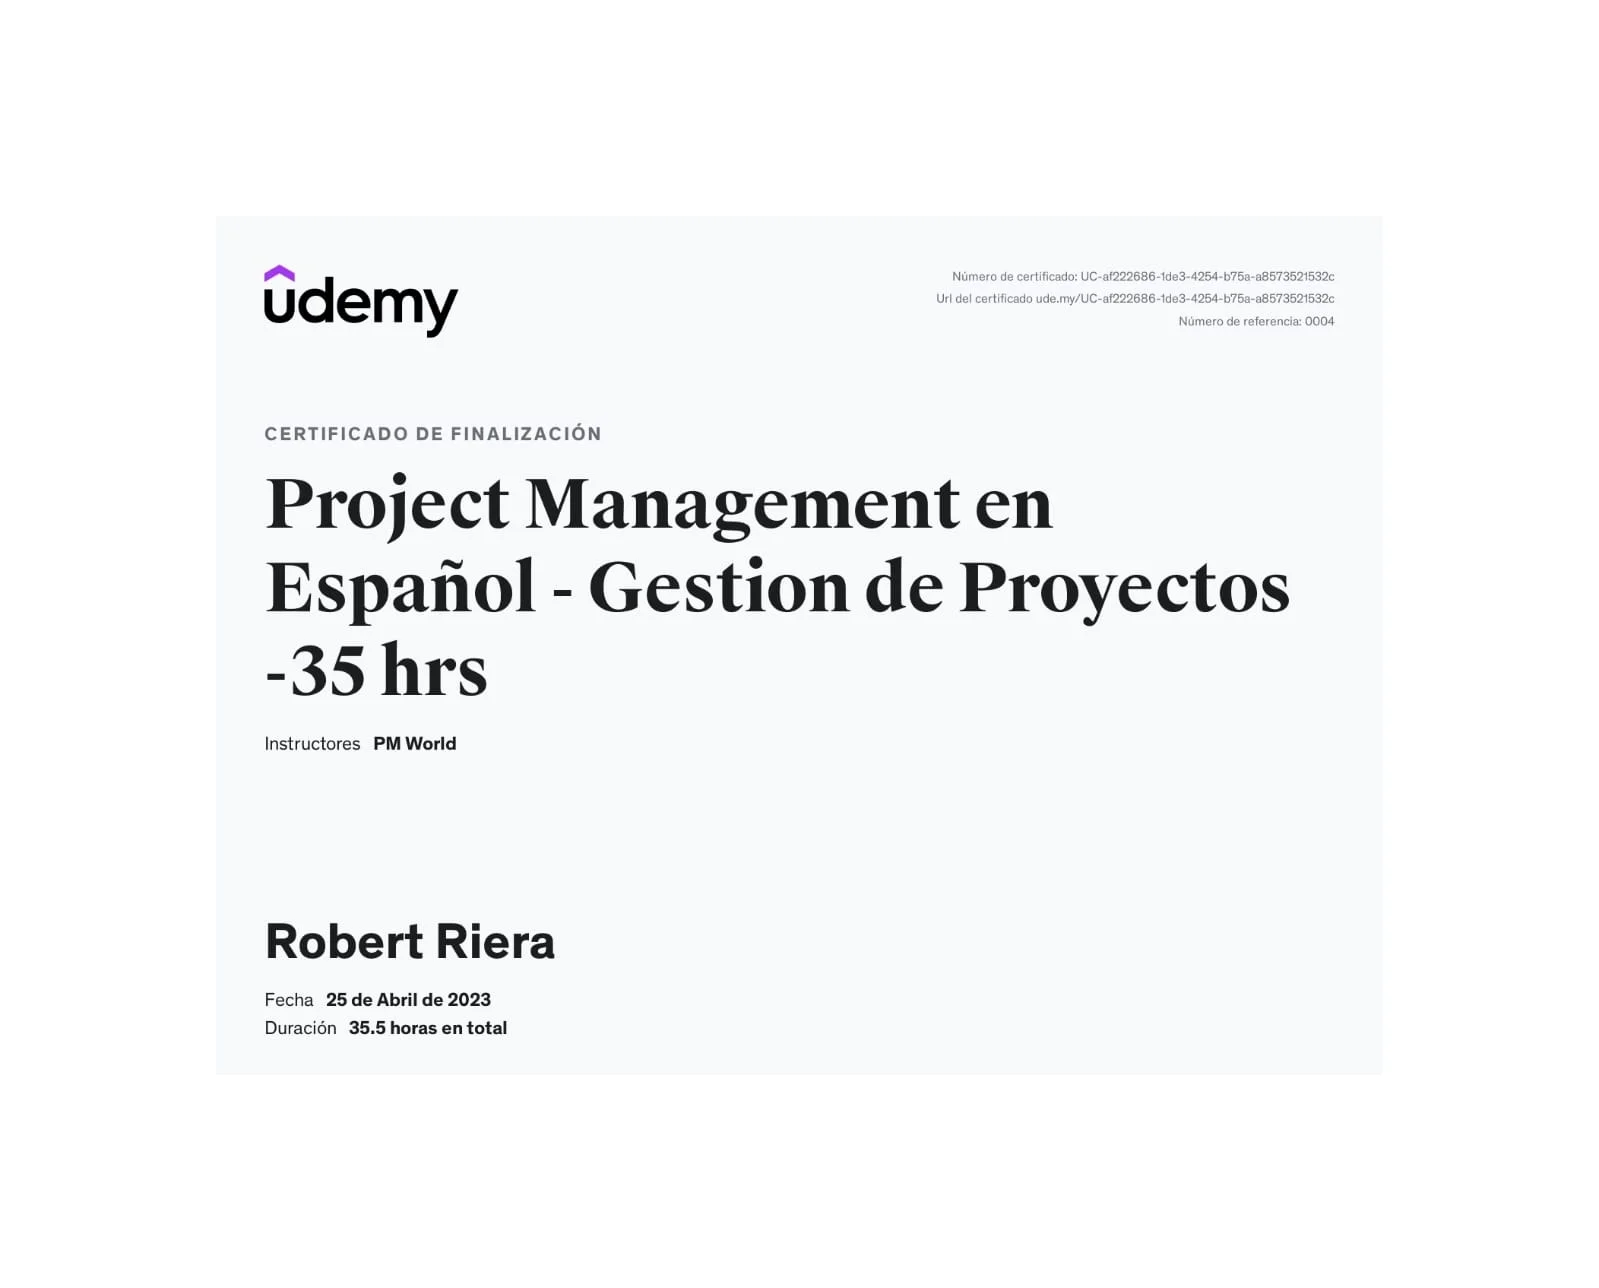 udemy
Número de certificado: UC-af222686-1de3-4254-b75a-a8573521532c
Url del certificado ude.my/UC-af222686-1de3-4254-b75a-a8573521532c
Número de referencia: 0004
CERTIFICADO DE FINALIZACIÓN
Project Management en
Español - Gestion de Proyectos
-35 hrs
Instructores PM World
Robert Riera
Fecha 25 de Abril de 2023
Duración 35.5 horas en total